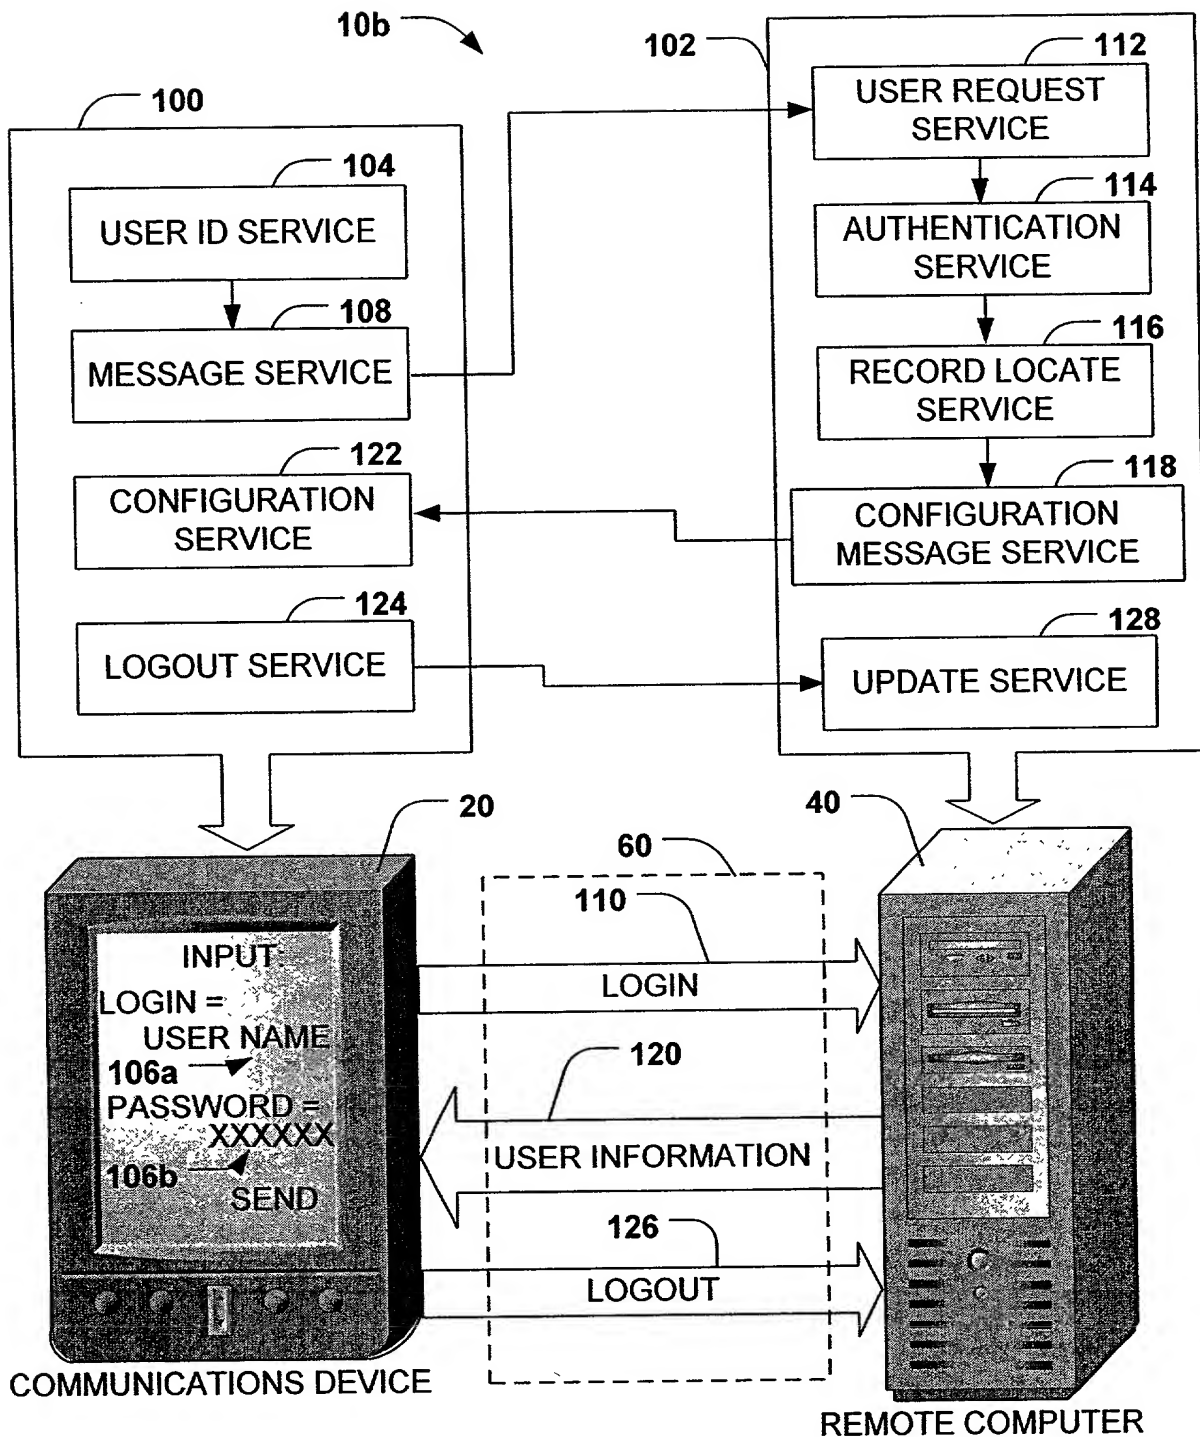 10b
100
104
USER ID SERVICE
108
MESSAGE SERVICE
122
CONFIGURATION
SERVICE
124
LOGOUT SERVICE
102
112
USER REQUEST
SERVICE
114
AUTHENTICATION
SERVICE
116
RECORD LOCATE
SERVICE
118
CONFIGURATION
MESSAGE SERVICE
128
UPDATE SERVICE
20
INPUT:
LOGIN =
USER NAME
106a
PASSWORD =
XXXXXX
106b
SEND
COMMUNICATIONS DEVICE
60
110
LOGIN
120
USER INFORMATION
126
LOGOUT
40
REMOTE COMPUTER